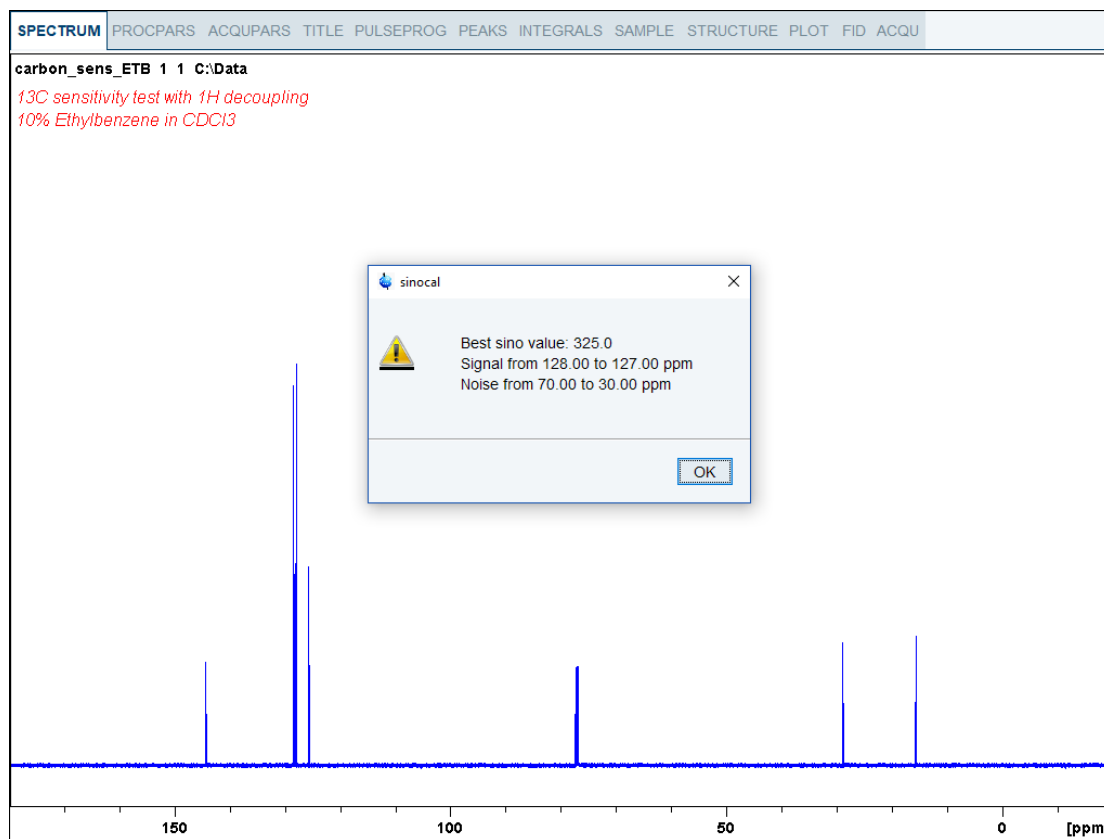 SPECTRUM PROCPARS ACQUPARS TITLE PULSEPROG PEAKS INTEGRALS SAMPLE STRUCTURE PLOT FID ACQU
carbon_sens_ETB 1 1 C:\Data
13C sensitivity test with 1H decoupling
10% Ethylbenzene in CDCl3
sinocal
Best sino value: 325.0
Signal from 128.00 to 127.00 ppm
Noise from 70.00 to 30.00 ppm
OK
150 100 50 0 [ppm